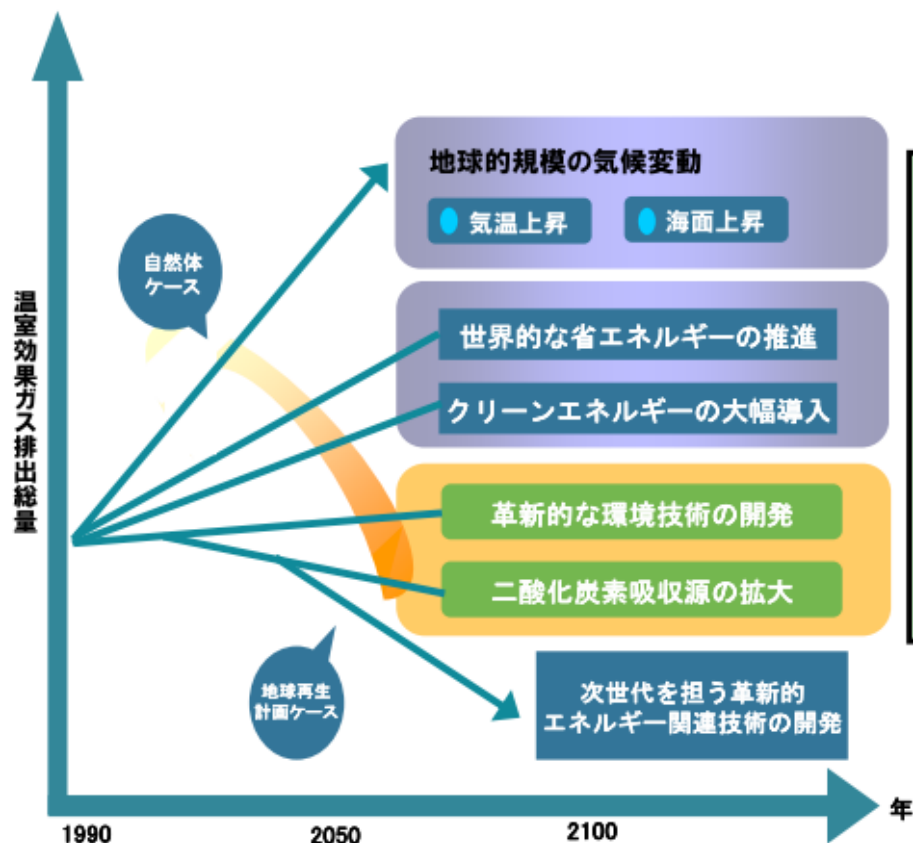 地球的規模の気候変動
気温上昇
海面上昇
自然体
ケース
世界的な省エネルギーの推進
クリーンエネルギーの大幅導入
温室効果ガス排出総量
革新的な環境技術の開発
二酸化炭素吸収源の拡大
地球再生
計画ケース
次世代を担う革新的
エネルギー関連技術の開発
年
1990
2050
2100